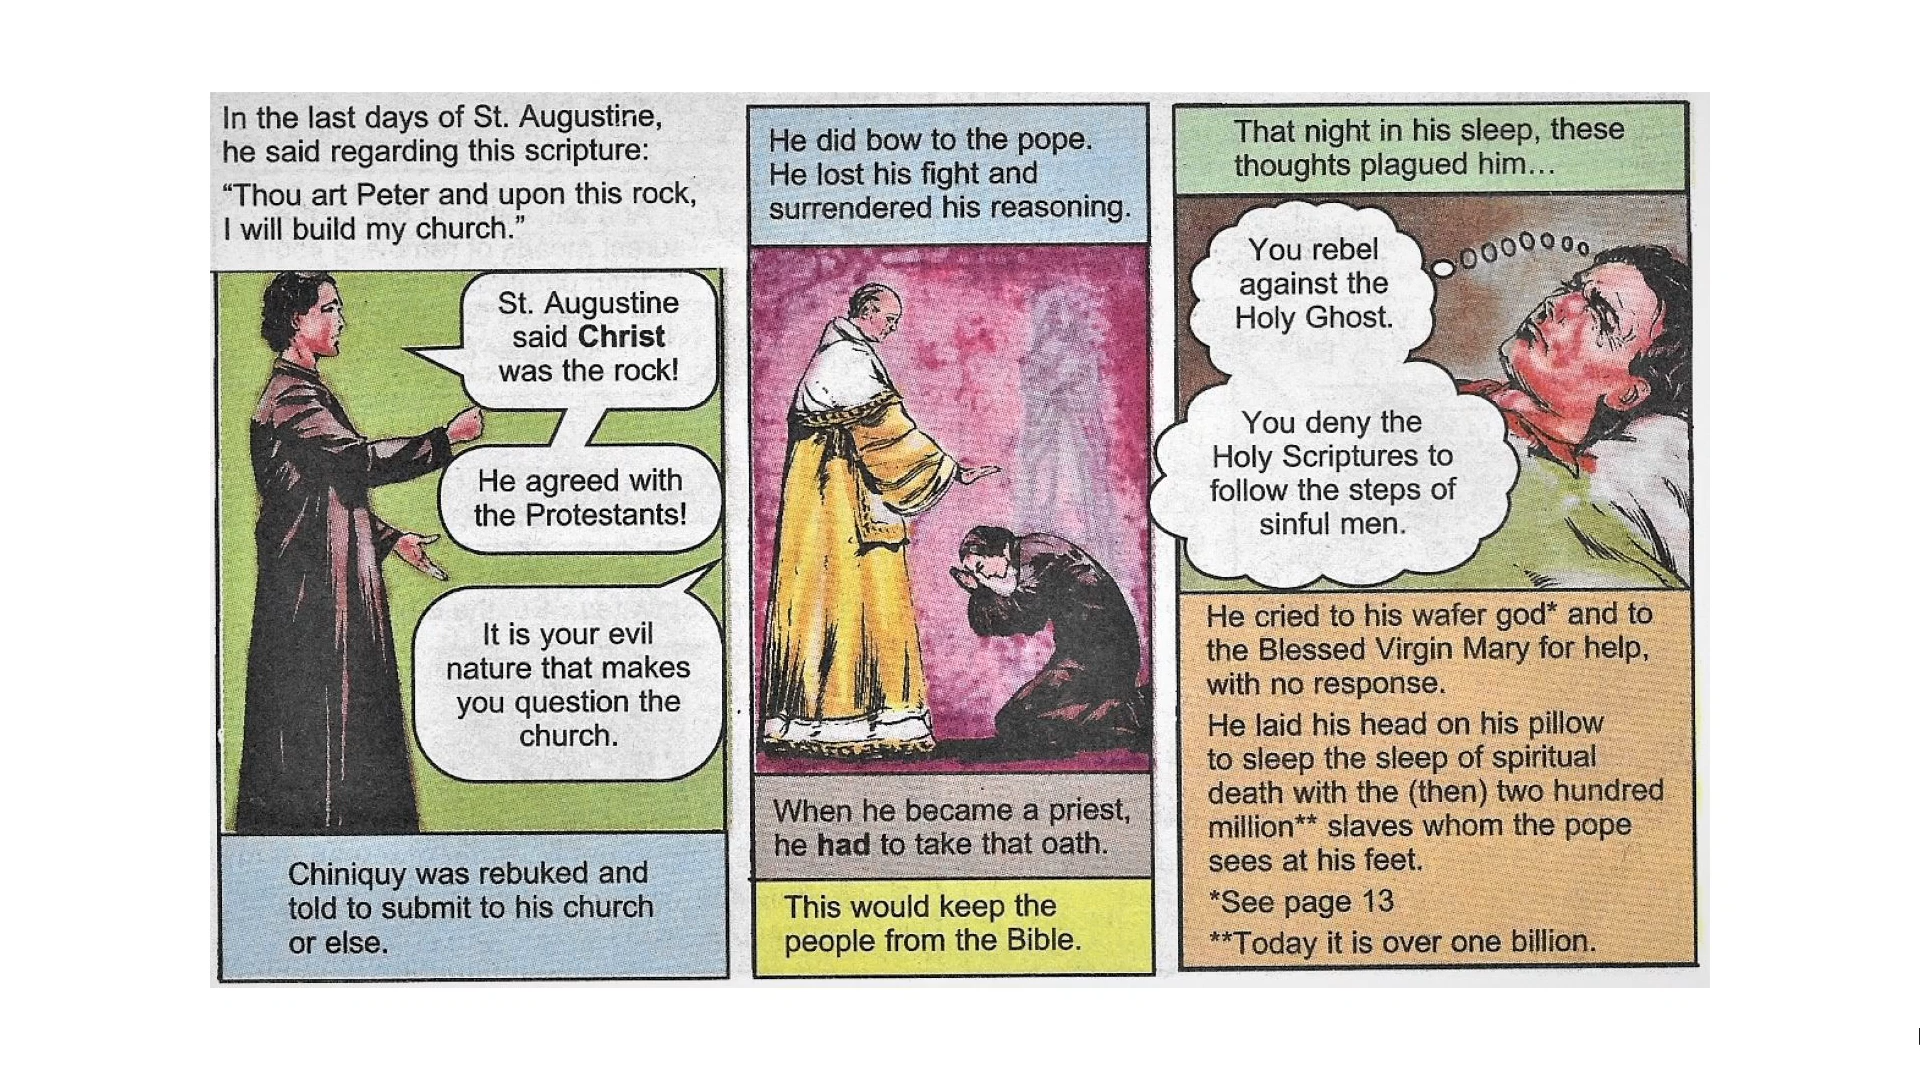 In the last days of St. Augustine,
he said regarding this scripture:
“Thou art Peter and upon this rock,
I will build my church.”
St. Augustine
said Christ
was the rock!
He agreed with
the Protestants!
It is your evil
nature that makes
you question the
church.
Chiniquy was rebuked and
told to submit to his church
or else.
He did bow to the pope.
He lost his fight and
surrendered his reasoning.
When he became a priest,
he had to take that oath.
This would keep the
people from the Bible.
That night in his sleep, these
thoughts plagued him...
You rebel
against the
Holy Ghost.
You deny the
Holy Scriptures to
follow the steps of
sinful men.
He cried to his wafer god* and to
the Blessed Virgin Mary for help,
with no response.
He laid his head on his pillow
to sleep the sleep of spiritual
death with the (then) two hundred
million** slaves whom the pope
sees at his feet.
*See page 13
**Today it is over one billion.